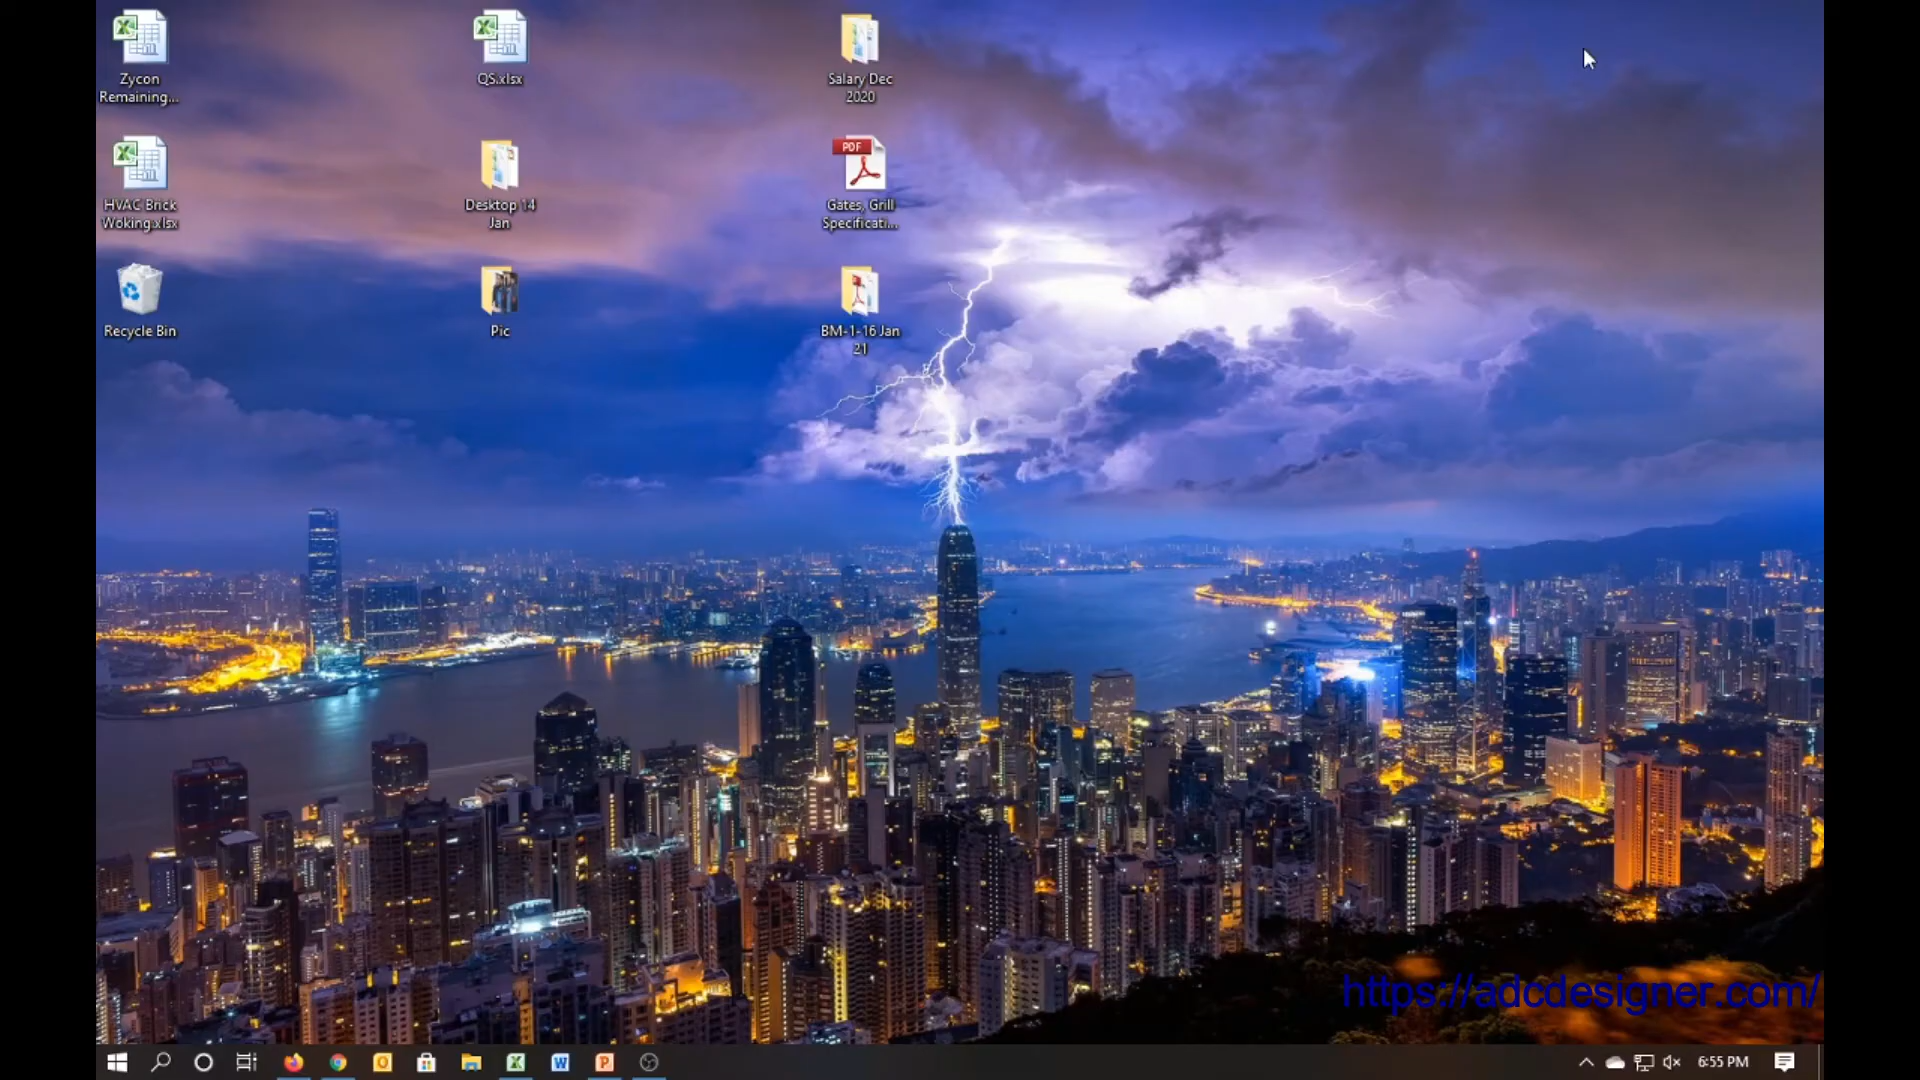 Zycon
Remaining...
QS.xlsx
Salary Dec
2020
HVAC Brick
Woking.xlsx
Desktop 14
Jan
PDF
Gates, Grill
Specificati...
Recycle Bin
Pic
BM-1-16 Jan
21
https://adcdesigner.com/
6:55 PM